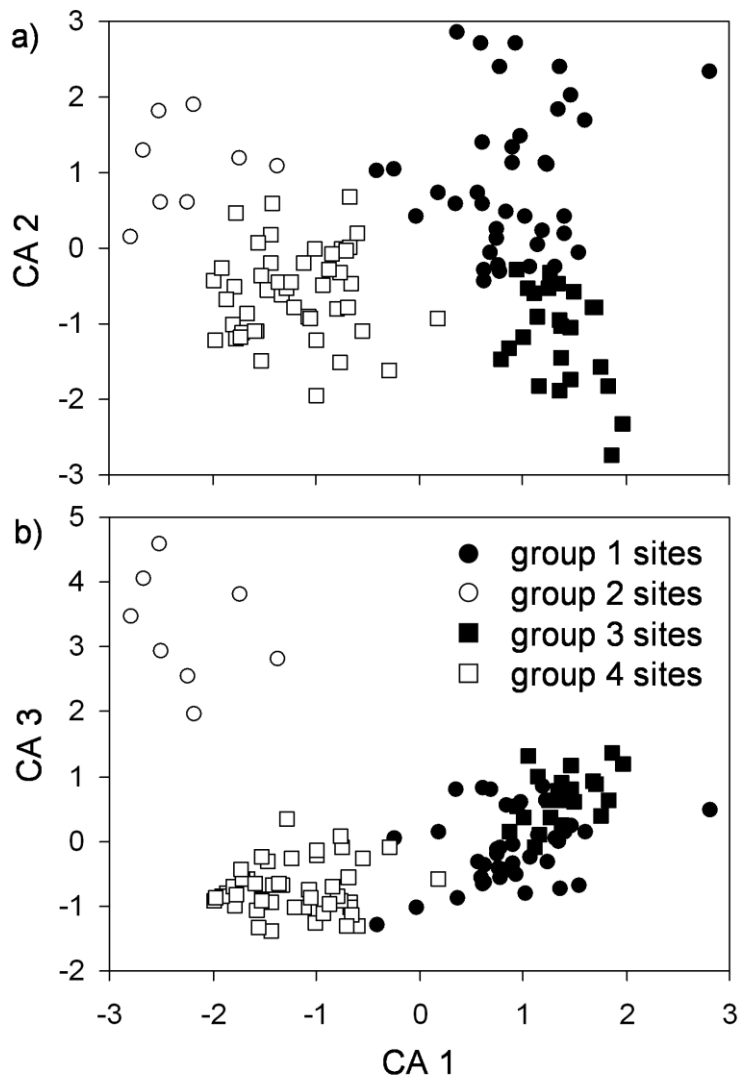 a)
3
2
1
0
-1
-2
-3
CA 2
b)
5
4
3
2
1
0
-1
-2
CA 3
group 1 sites
group 2 sites
group 3 sites
group 4 sites
-3 -2 -1 0 1 2 3
CA 1